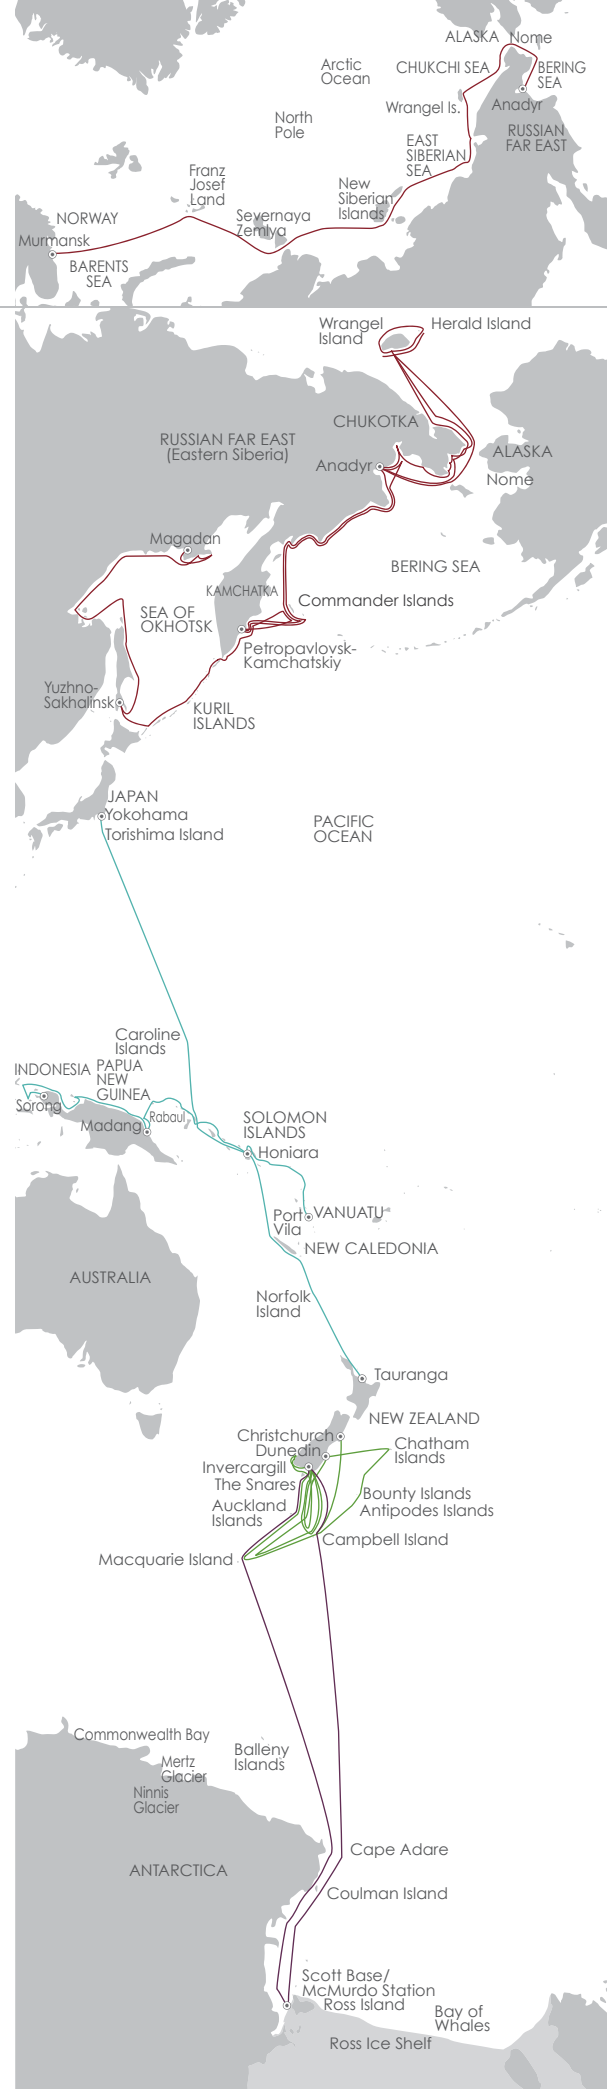 ALASKA
Nome
Arctic
Ocean
CHUKCHI SEA
BERING
SEA
Wrangel Is.
Anadyr
North
Pole
RUSSIAN
FAR EAST
EAST
SIBERIAN
SEA
Franz
Josef
Land
New
Siberian
Islands
NORWAY
Severnaya
Zemlya
Murmansk
BARENTS
SEA
Wrangel
Island
Herald Island
CHUKOTKA
RUSSIAN FAR EAST
(Eastern Siberia)
ALASKA
Anadyr
Nome
Magadan
BERING SEA
KAMCHATKA
Commander Islands
SEA OF
OKHOTSK
Petropavlovsk-
Kamchatskiy
Yuzhno-
Sakhalinsk
KURIL
ISLANDS
JAPAN
Yokohama
Torishima Island
PACIFIC
OCEAN
Caroline
Islands
INDONESIA
PAPUA
NEW
GUINEA
Sorong
Rabaul
Madang
SOLOMON
ISLANDS
Honiara
Port
Vila
VANUATU
NEW CALEDONIA
AUSTRALIA
Norfolk
Island
Tauranga
NEW ZEALAND
Christchurch
Dunedin
Chatham
Islands
Invercargill
The Snares
Bounty Islands
Antipodes Islands
Auckland
Islands
Campbell Island
Macquarie Island
Commonwealth Bay
Balleny
Islands
Mertz
Glacier
Ninnis
Glacier
Cape Adare
ANTARCTICA
Coulman Island
Scott Base/
McMurdo Station
Ross Island
Bay of
Whales
Ross Ice Shelf